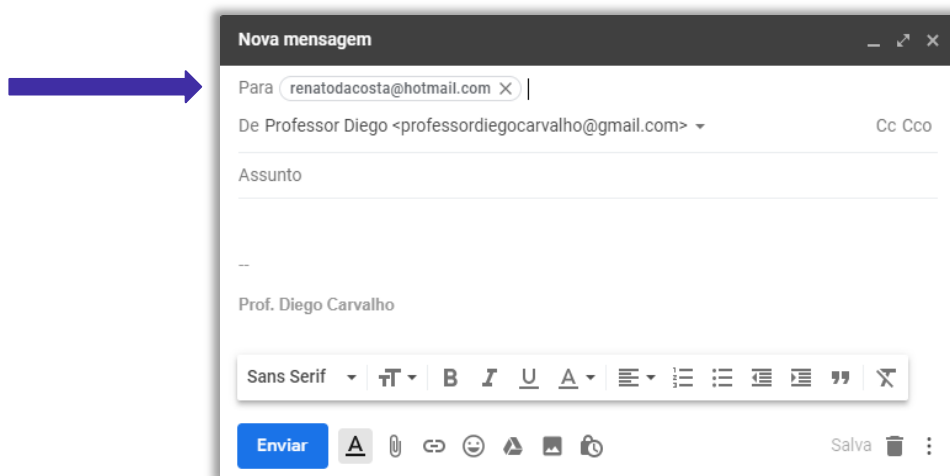 Nova mensagem
Para renatodacosta@hotmail.com
De Professor Diego <professordiegocarvalho@gmail.com> Cc Cco
Assunto
--
Prof. Diego Carvalho
Sans Serif
Enviar Salva